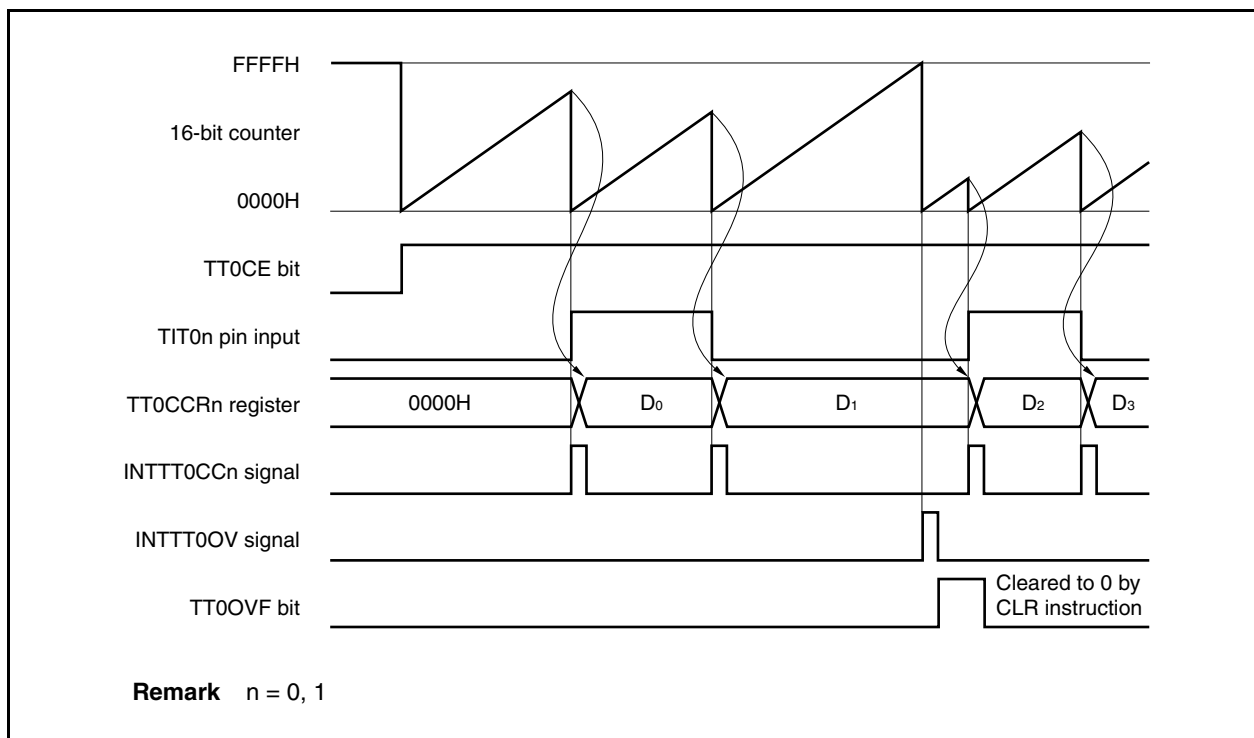 FFFFH
16-bit counter
0000H
TT0CE bit
TIT0n pin input
TT0CCRn register
0000H D₀ D₁ D₂ D₃
INTTT0CCn signal
INTTT0OV signal
TT0OVF bit
Cleared to 0 by
CLR instruction
Remark n = 0, 1